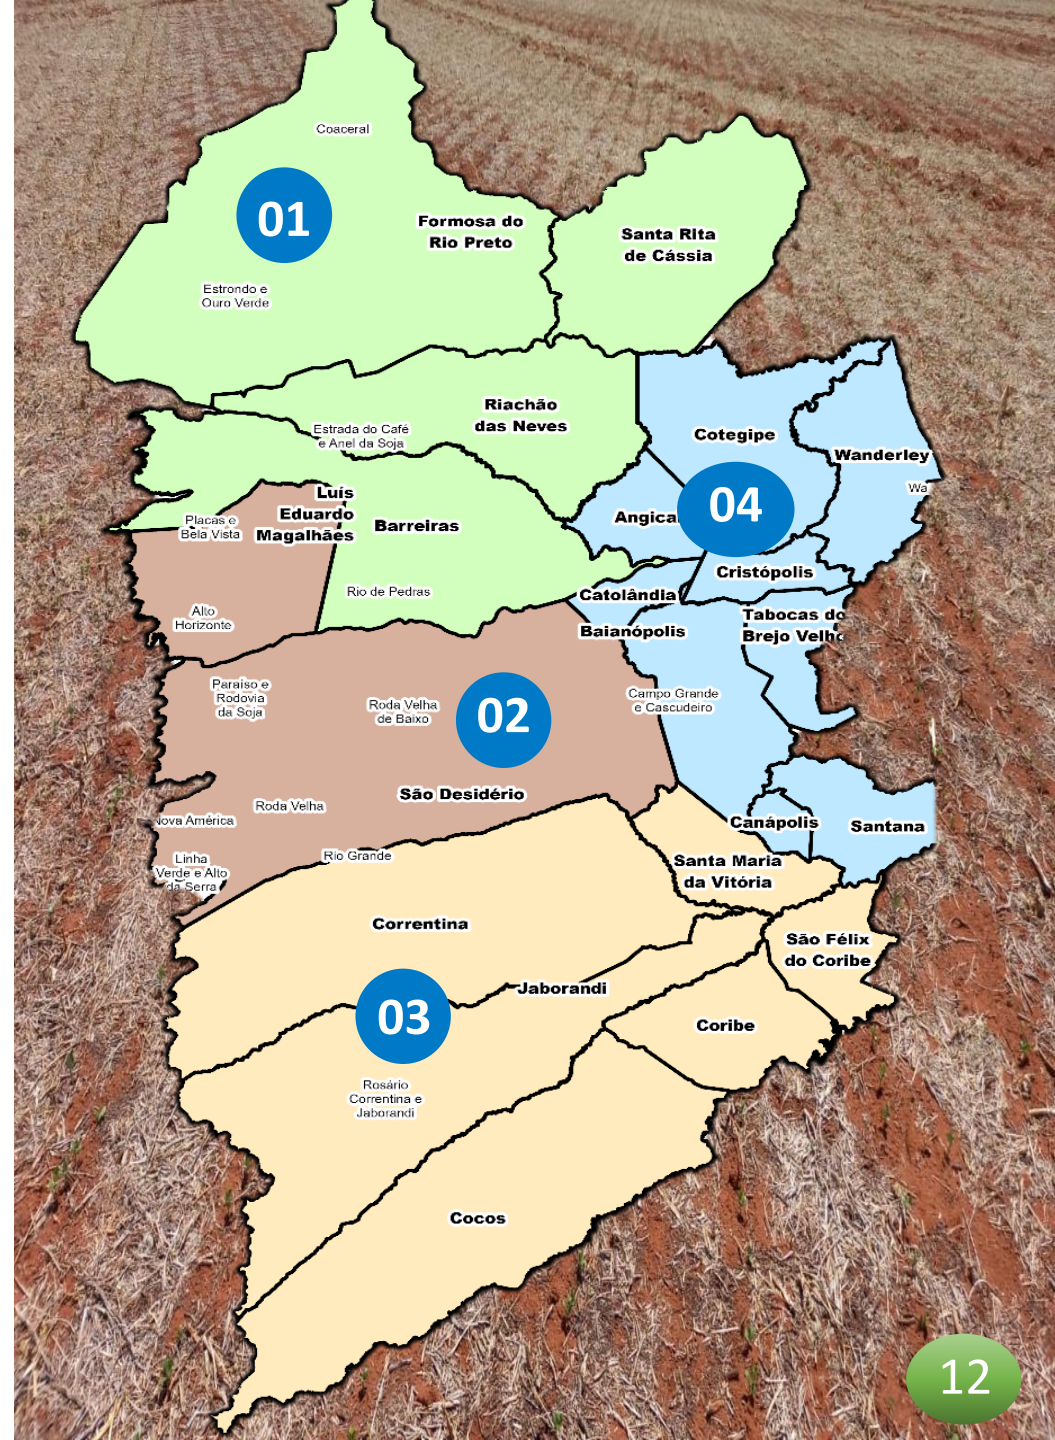 Coaceral
01
Formosa do
Rio Preto
Santa Rita
de Cássia
Estrondo e
Ouro Verde
Riachão
das Neves
Estrada do Café
e Anel da Soja
Cotegipe
Wanderley
Wa
Luís
Eduardo
Magalhães
Placas e
Bela Vista
Barreiras
Angica
04
Cristópolis
Rio de Pedras
Catolândia
Alto
Horizonte
Baianópolis
Tabocas do
Brejo Velho
Paraíso e
Rodovia
da Soja
Roda Velha
de Baixo
02
Campo Grande
e Cascudeiro
São Desidério
Roda Velha
Nova América
Canápolis
Santana
Rio Grande
Linha
Verde e Alto
da Serra
Santa Maria
da Vitória
Correntina
São Félix
do Coribe
Jaborandi
03
Coribe
Rosário
Correntina e
Jaborandi
Cocos
12